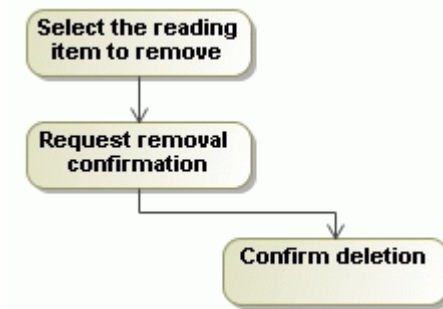 Select the reading
item to remove
Request removal
confirmation
Confirm deletion